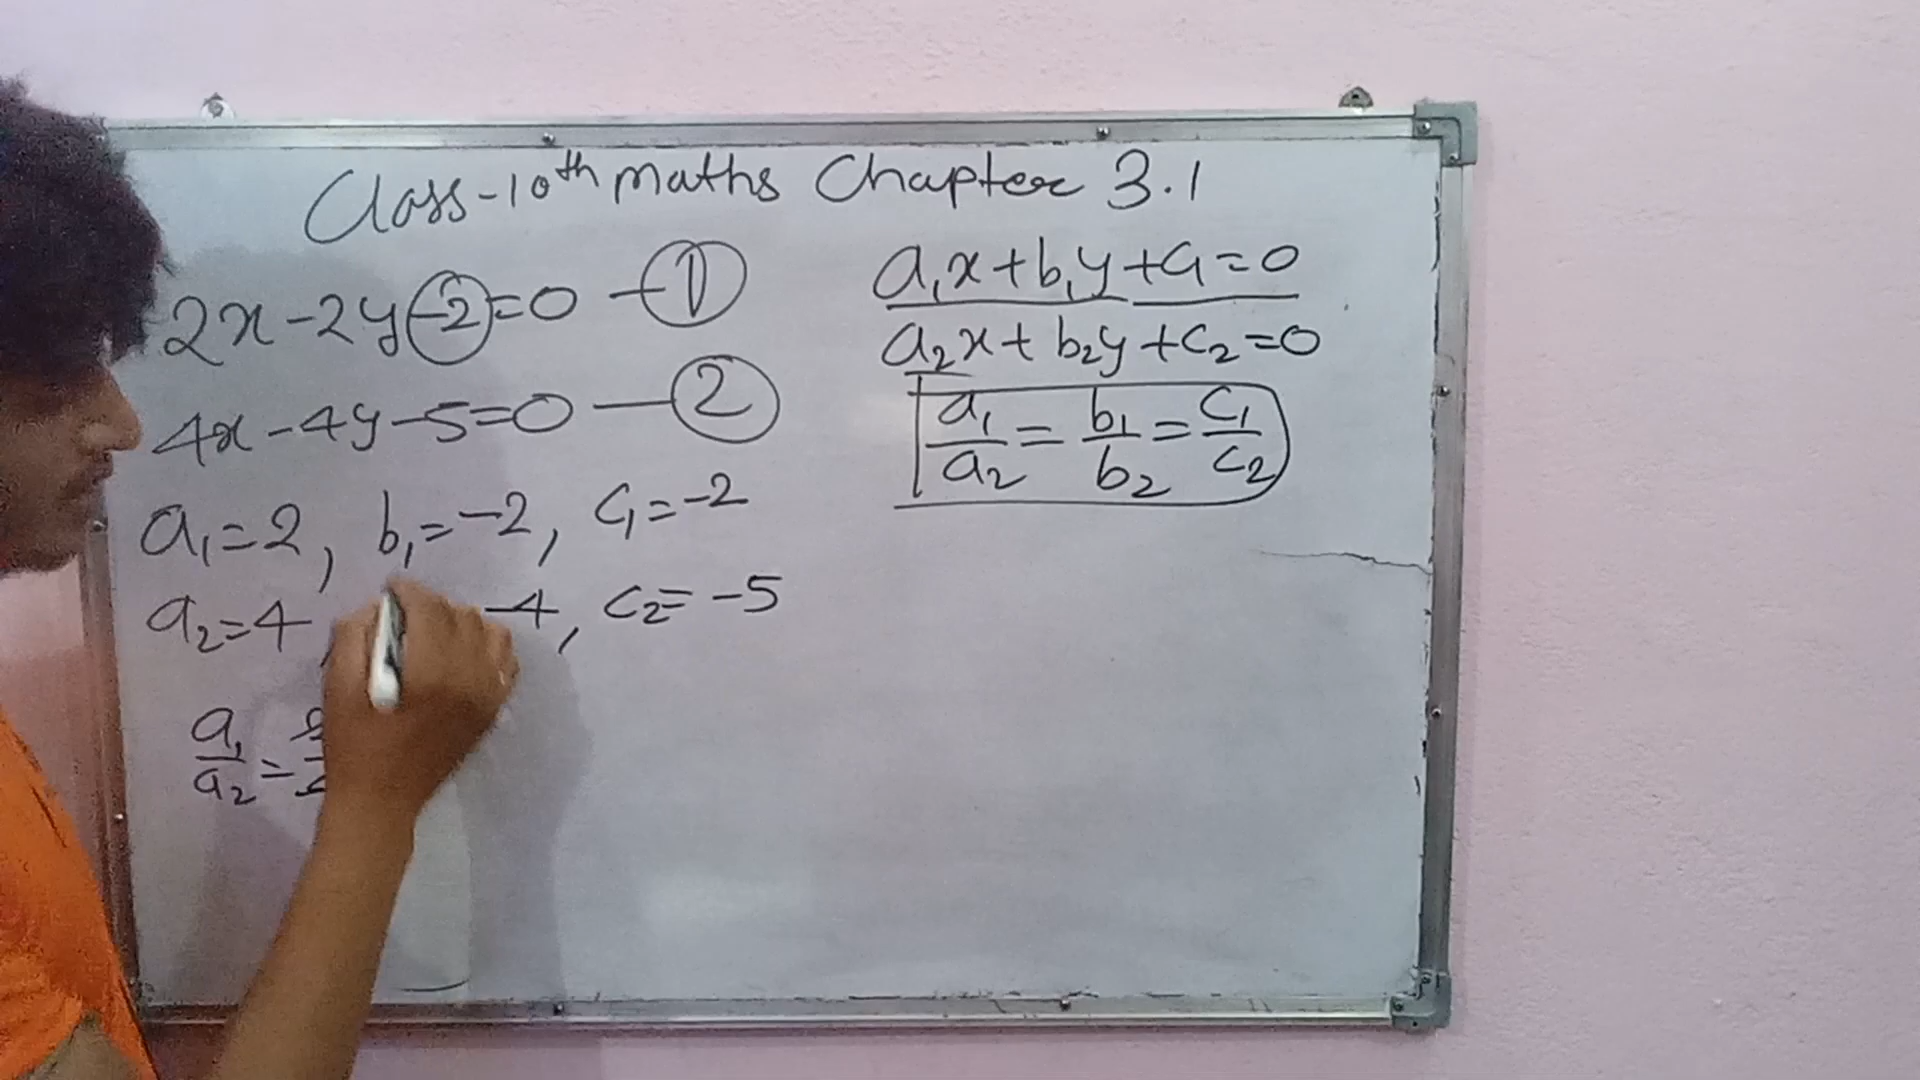 Class-10th maths Chapter 3.1
2x-2y-2=0 — 1
4x-4y-5=0 — 2
a₁=2, b₁=-2, c₁=-2
a₂=4, -4, c₂=-5
a₁/a₂=
a₁x+b₁y+c₁=0
a₂x+b₂y+c₂=0
a₁/a₂=b₁/b₂=c₁/c₂